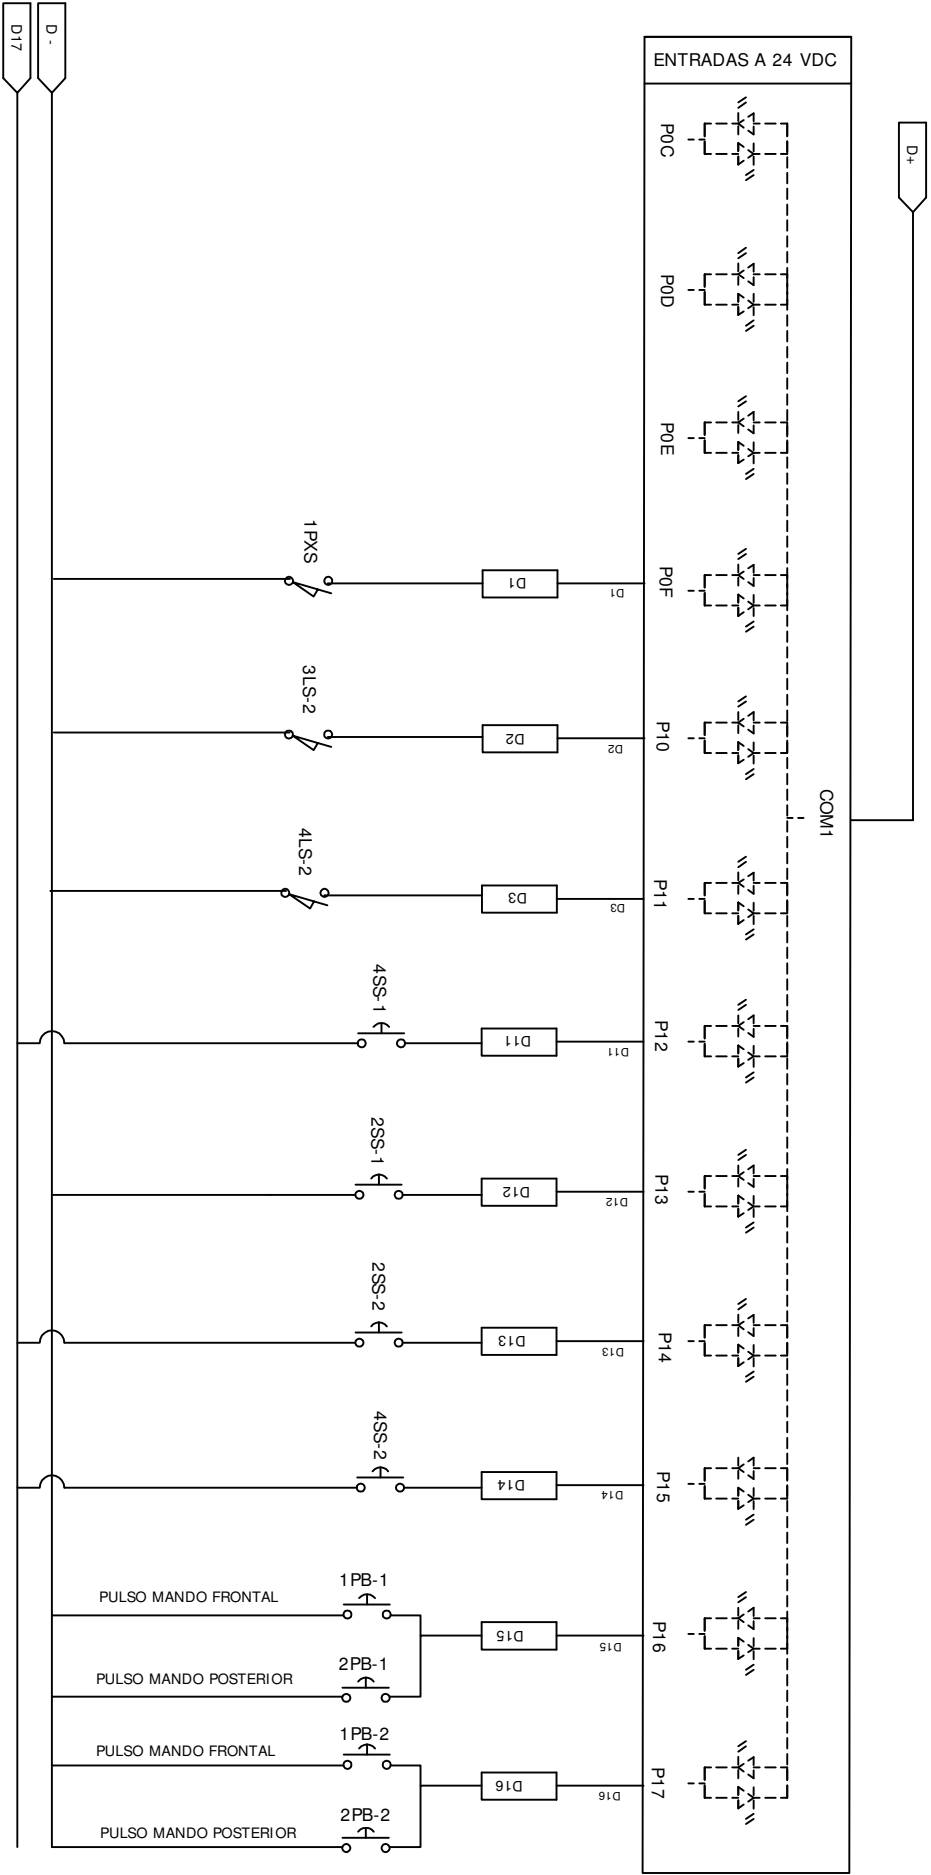 D17
D -
ENTRADAS A 24 VDC
D+
P0C
P0D
P0E
1PXS
D1
D1
P0F
3LS-2
D2
D2
P10
COM1
4LS-2
D3
D3
P11
4SS-1
D11
D11
P12
2SS-1
D12
D12
P13
2SS-2
D13
D13
P14
4SS-2
D14
D14
P15
PULSO MANDO FRONTAL
1PB-1
D15
D15
P16
PULSO MANDO POSTERIOR
2PB-1
PULSO MANDO FRONTAL
1PB-2
D16
D16
P17
PULSO MANDO POSTERIOR
2PB-2